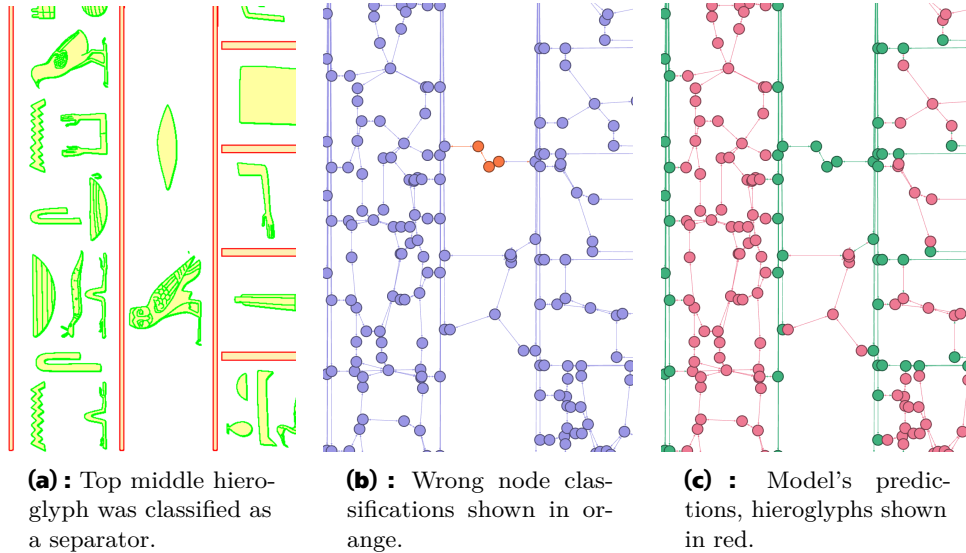 (a) : Top middle hiero-
glyph was classified as
a separator.
(b) : Wrong node clas-
sifications shown in or-
ange.
(c) : Model's predic-
tions, hieroglyphs shown
in red.